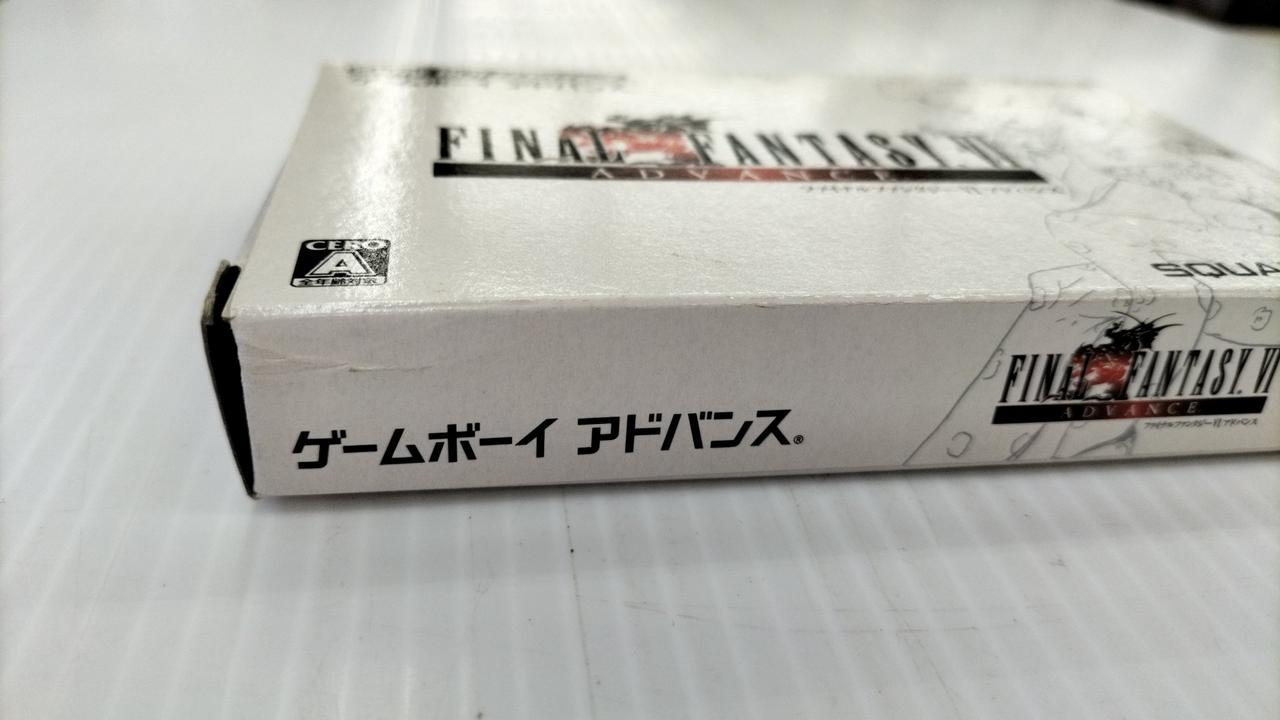 FINAL FANTASY. VI
ADVANCE
CERO
A
全年齢対象
SQUA
ゲームボーイ アドバンス®
FINAL FANTASY. VI
ADVANCE
ファイナルファンタジーVI アドバンス